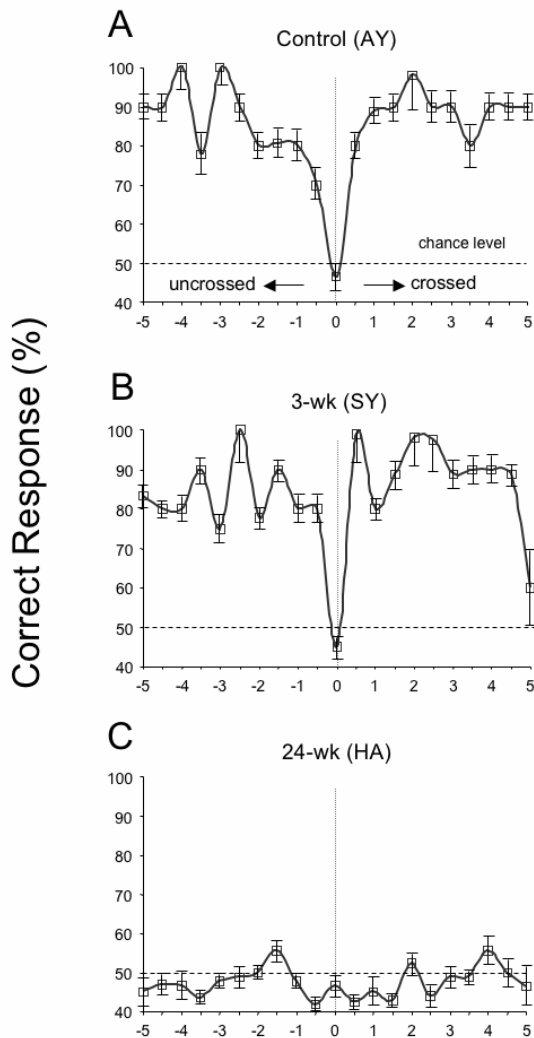 A
Control (AY)
100
90
80
70
60
50
40
chance level
uncrossed
crossed
-5 -4 -3 -2 -1 0 1 2 3 4 5
Correct Response (%)
B
3-wk (SY)
100
90
80
70
60
50
40
-5 -4 -3 -2 -1 0 1 2 3 4 5
C
24-wk (HA)
100
90
80
70
60
50
40
-5 -4 -3 -2 -1 0 1 2 3 4 5